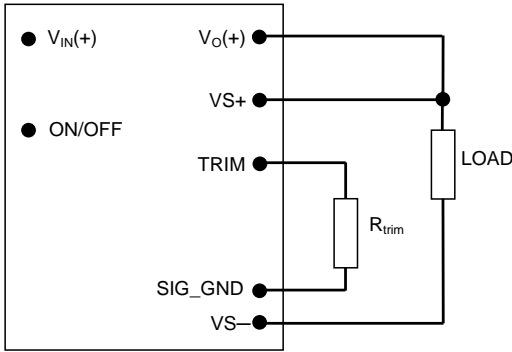 V_IN(+)
V_O(+)
VS+
ON/OFF
LOAD
TRIM
R_trim
SIG_GND
VS─